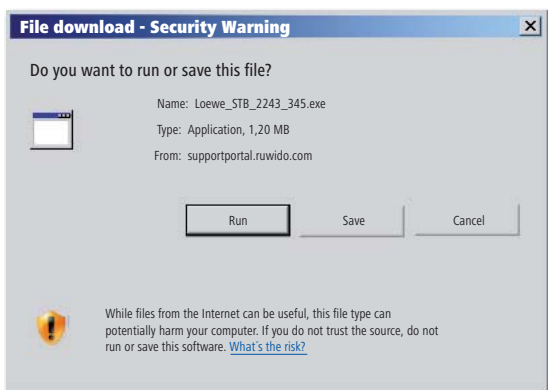 File download - Security Warning
Do you want to run or save this file?
Name: Loewe_STB_2243_345.exe
Type: Application, 1,20 MB
From: supportportal.ruwido.com
Run Save Cancel
While files from the Internet can be useful, this file type can
potentially harm your computer. If you do not trust the source, do not
run or save this software. What´s the risk?